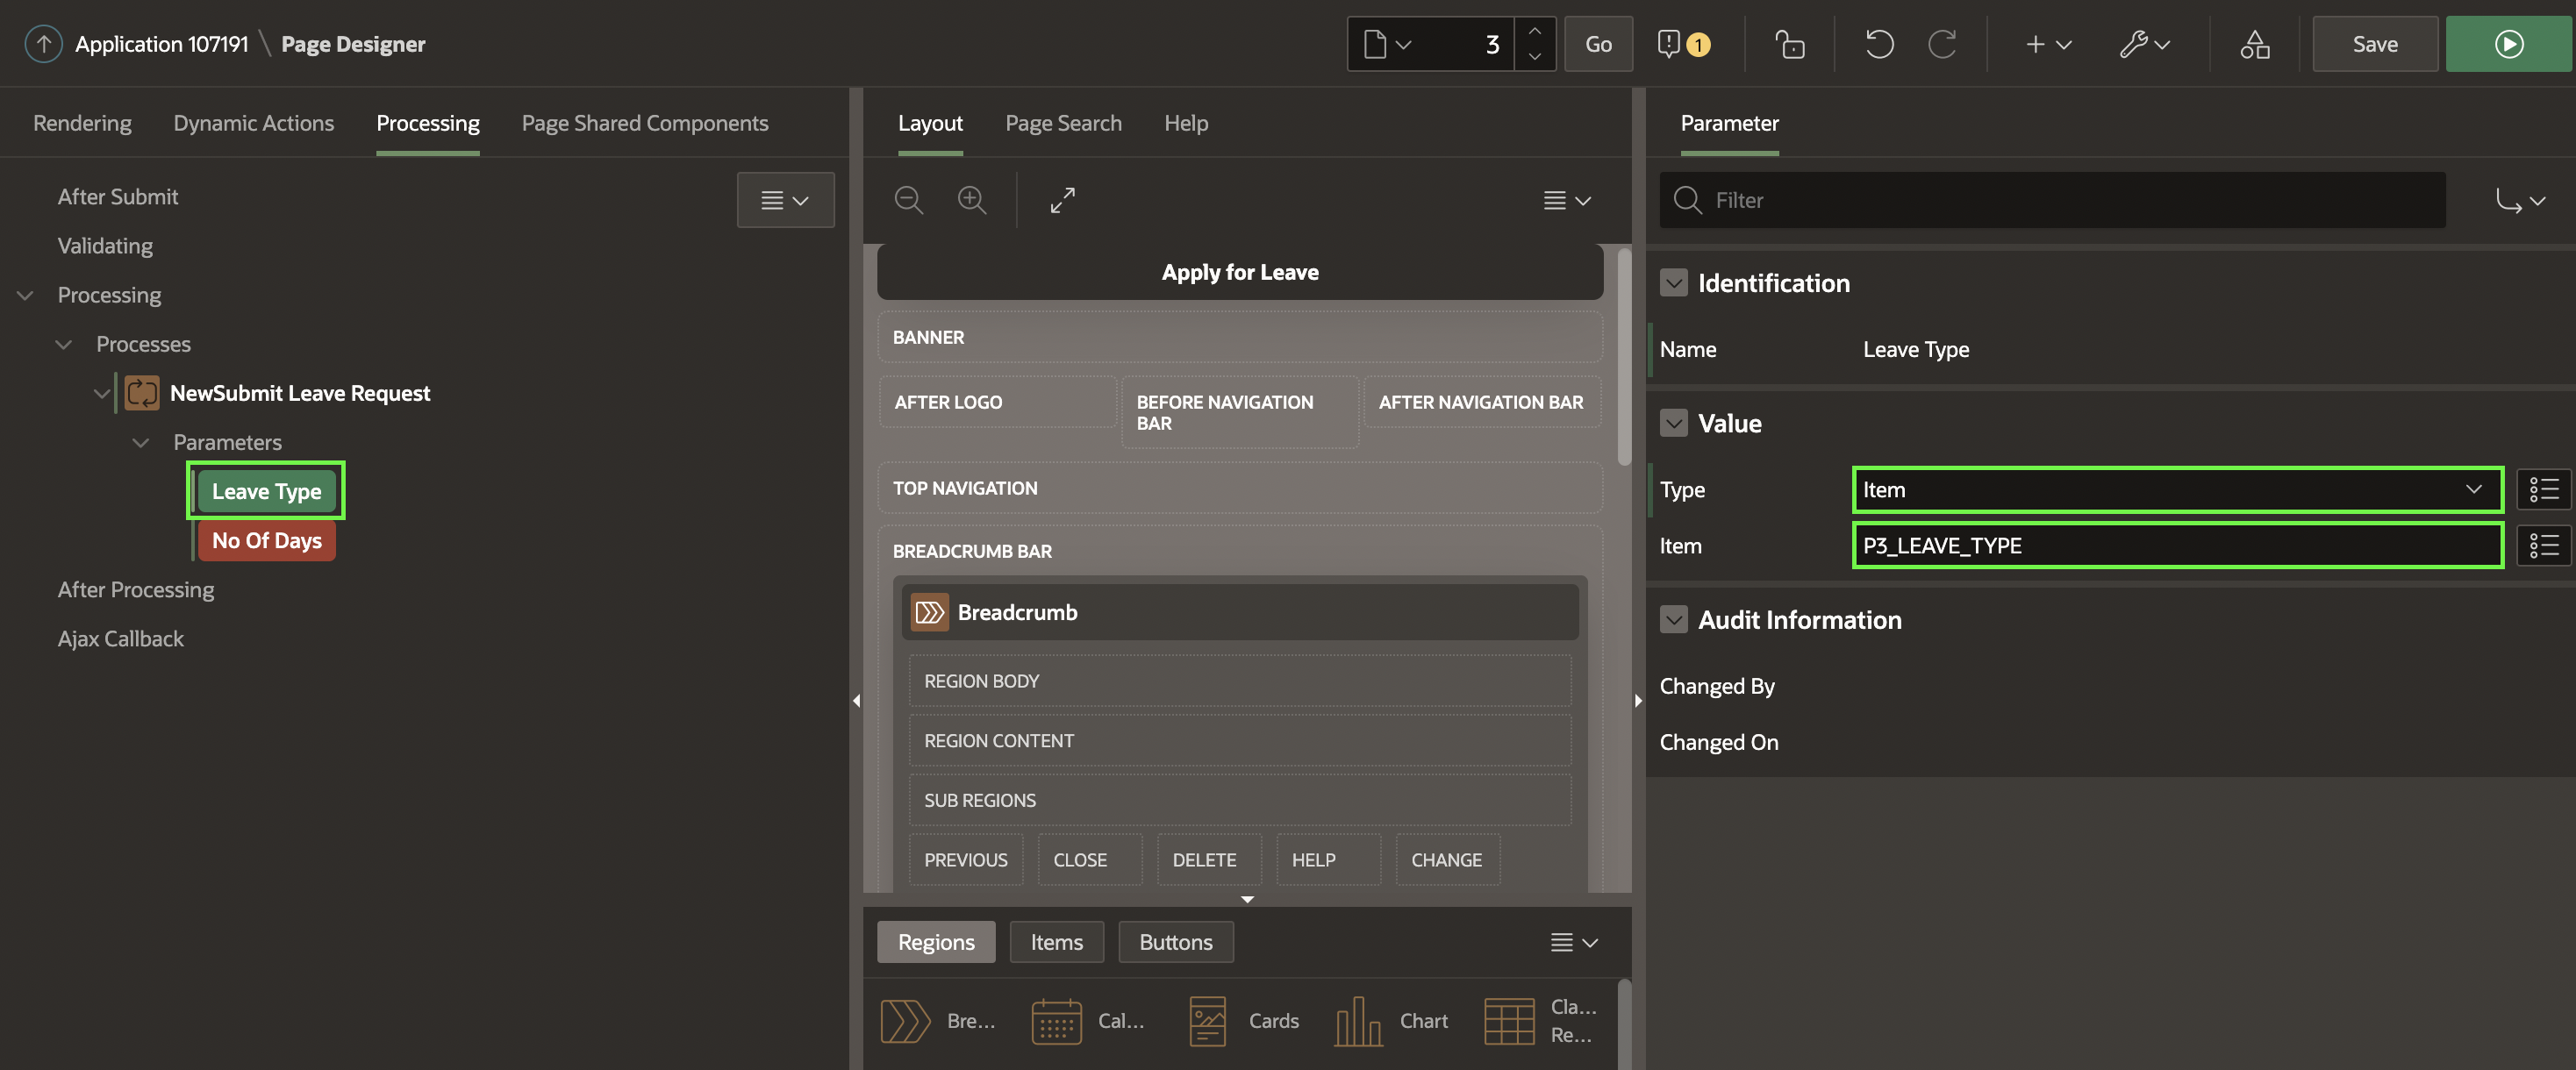 Application 107191 \ Page Designer
3
Go
1
Save
Rendering
Dynamic Actions
Processing
Page Shared Components
After Submit
Validating
Processing
Processes
NewSubmit Leave Request
Parameters
Leave Type
No Of Days
After Processing
Ajax Callback
Layout
Page Search
Help
Apply for Leave
BANNER
AFTER LOGO
BEFORE NAVIGATION
BAR
AFTER NAVIGATION BAR
TOP NAVIGATION
BREADCRUMB BAR
Breadcrumb
REGION BODY
REGION CONTENT
SUB REGIONS
PREVIOUS
CLOSE
DELETE
HELP
CHANGE
Regions
Items
Buttons
Bre...
Cal...
Cards
Chart
Cla...
Re...
Parameter
Filter
Identification
Name
Leave Type
Value
Type
Item
Item
P3_LEAVE_TYPE
Audit Information
Changed By
Changed On